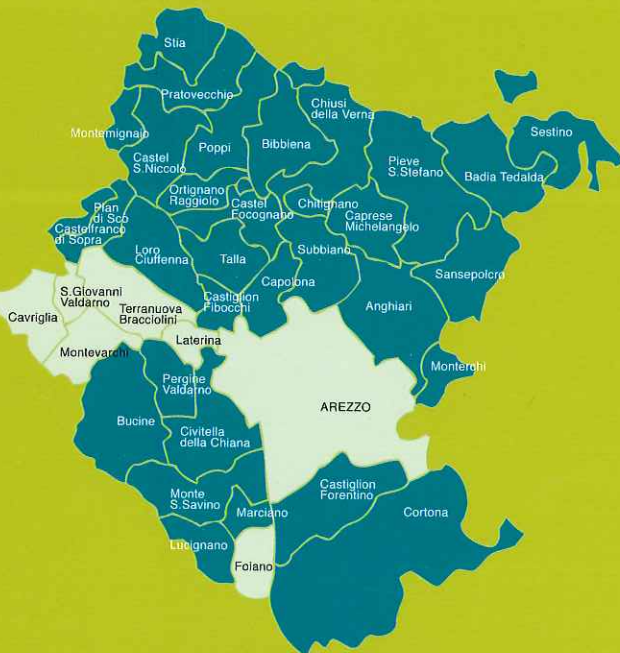 Stia
Pratovecchio
Chiusi
della Verna
Montemignaio
Poppi
Bibbiena
Sestino
Castel
S.Niccolò
Pieve
S.Stefano
Badia Tedalda
Ortignano
Raggiolo
Castel
Focognano
Chitignano
Caprese
Michelangelo
Pian
di Scò
Castelfranco
di Sopra
Loro
Ciuffenna
Talla
Subbiano
Sansepolcro
Capolona
S.Giovanni
Valdarno
Castiglion
Fibocchi
Anghiari
Cavriglia
Terranuova
Bracciolini
Laterina
Montevarchi
Monterchi
Pergine
Valdarno
AREZZO
Bucine
Civitella
della Chiana
Castiglion
Forentino
Monte
S.Savino
Marciano
Cortona
Lucignano
Foiano